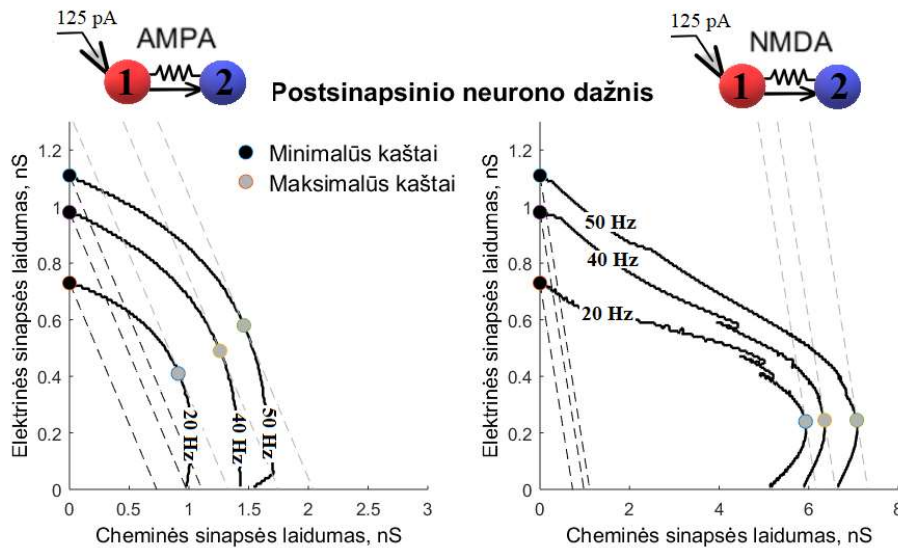 125 pA
AMPA
1 2
125 pA
NMDA
1 2
Postsinapsinio neurono dažnis
Minimalūs kaštai
Maksimalūs kaštai
Elektrinės sinapsės laidumas, nS
1.2
1
0.8
0.6
0.4
0.2
0
20 Hz
40 Hz
50 Hz
0 0.5 1 1.5 2 2.5 3
Cheminės sinapsės laidumas, nS
Elektrinės sinapsės laidumas, nS
1.2
1
0.8
0.6
0.4
0.2
0
50 Hz
40 Hz
20 Hz
0 2 4 6 8
Cheminės sinapsės laidumas, nS